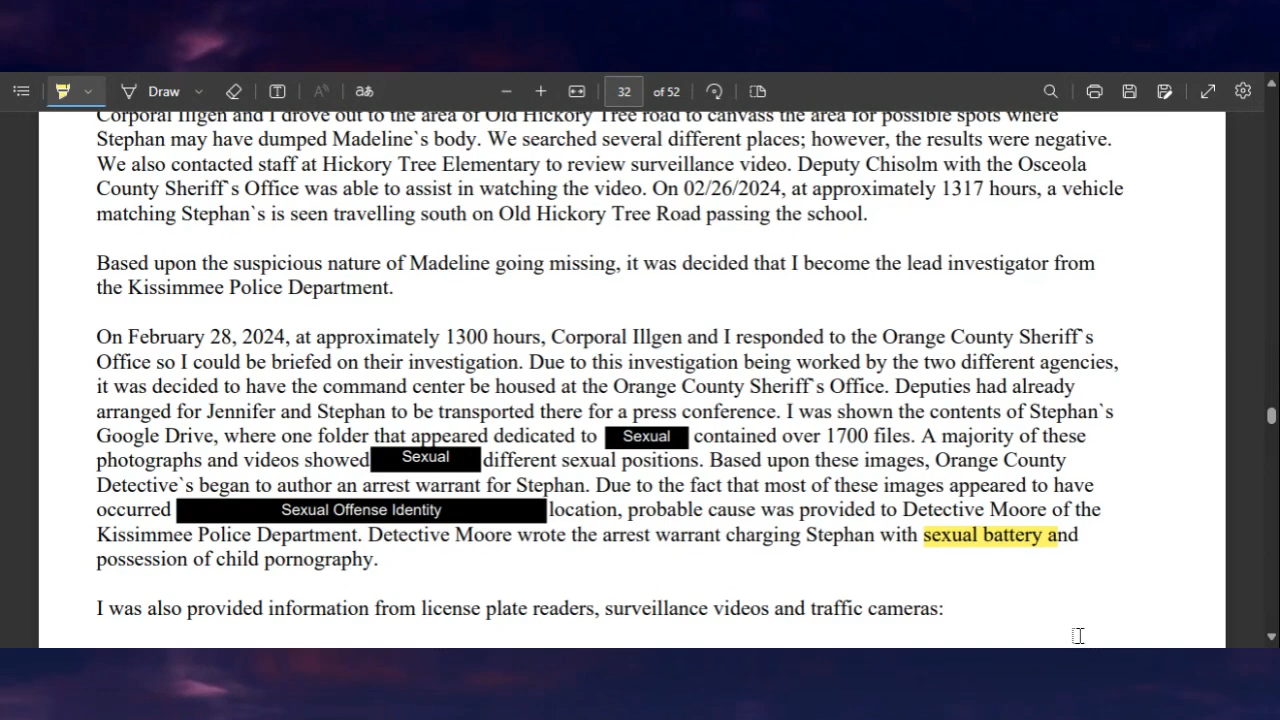 Draw
32 of 52
Corporal Illgen and I drove out to the area of Old Hickory Tree road to canvass the area for possible spots where
Stephan may have dumped Madeline`s body. We searched several different places; however, the results were negative.
We also contacted staff at Hickory Tree Elementary to review surveillance video. Deputy Chisolm with the Osceola
County Sheriff`s Office was able to assist in watching the video. On 02/26/2024, at approximately 1317 hours, a vehicle
matching Stephan`s is seen travelling south on Old Hickory Tree Road passing the school.
Based upon the suspicious nature of Madeline going missing, it was decided that I become the lead investigator from
the Kissimmee Police Department.
On February 28, 2024, at approximately 1300 hours, Corporal Illgen and I responded to the Orange County Sheriff`s
Office so I could be briefed on their investigation. Due to this investigation being worked by the two different agencies,
it was decided to have the command center be housed at the Orange County Sheriff`s Office. Deputies had already
arranged for Jennifer and Stephan to be transported there for a press conference. I was shown the contents of Stephan`s
Google Drive, where one folder that appeared dedicated to Sexual contained over 1700 files. A majority of these
photographs and videos showed Sexual different sexual positions. Based upon these images, Orange County
Detective`s began to author an arrest warrant for Stephan. Due to the fact that most of these images appeared to have
occurred Sexual Offense Identity location, probable cause was provided to Detective Moore of the
Kissimmee Police Department. Detective Moore wrote the arrest warrant charging Stephan with sexual battery and
possession of child pornography.
I was also provided information from license plate readers, surveillance videos and traffic cameras: